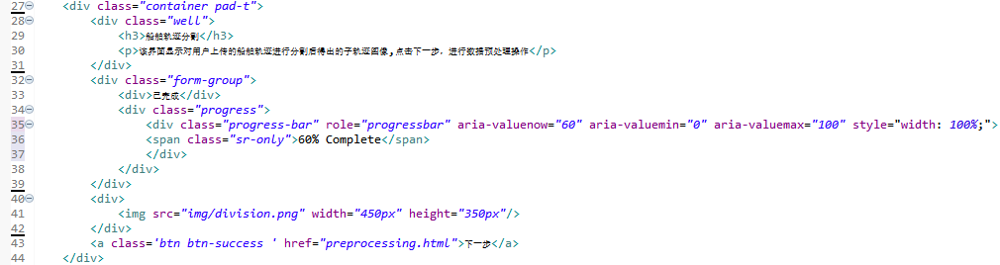 27 <div class="container pad-t">
28 <div class="well">
29 <h3>船舶轨迹分割</h3>
30 <p>该界面显示对用户上传的船舶轨迹进行分割后得出的子轨迹图像,点击下一步，进行数据预处理操作</p>
31 </div>
32 <div class="form-group">
33 <div>已完成</div>
34 <div class="progress">
35 <div class="progress-bar" role="progressbar" aria-valuenow="60" aria-valuemin="0" aria-valuemax="100" style="width: 100%;">
36 <span class="sr-only">60% Complete</span>
37 </div>
38 </div>
39 </div>
40 <div>
41 <img src="img/division.png" width="450px" height="350px"/>
42 </div>
43 <a class='btn btn-success ' href="preprocessing.html">下一步</a>
44 </div>